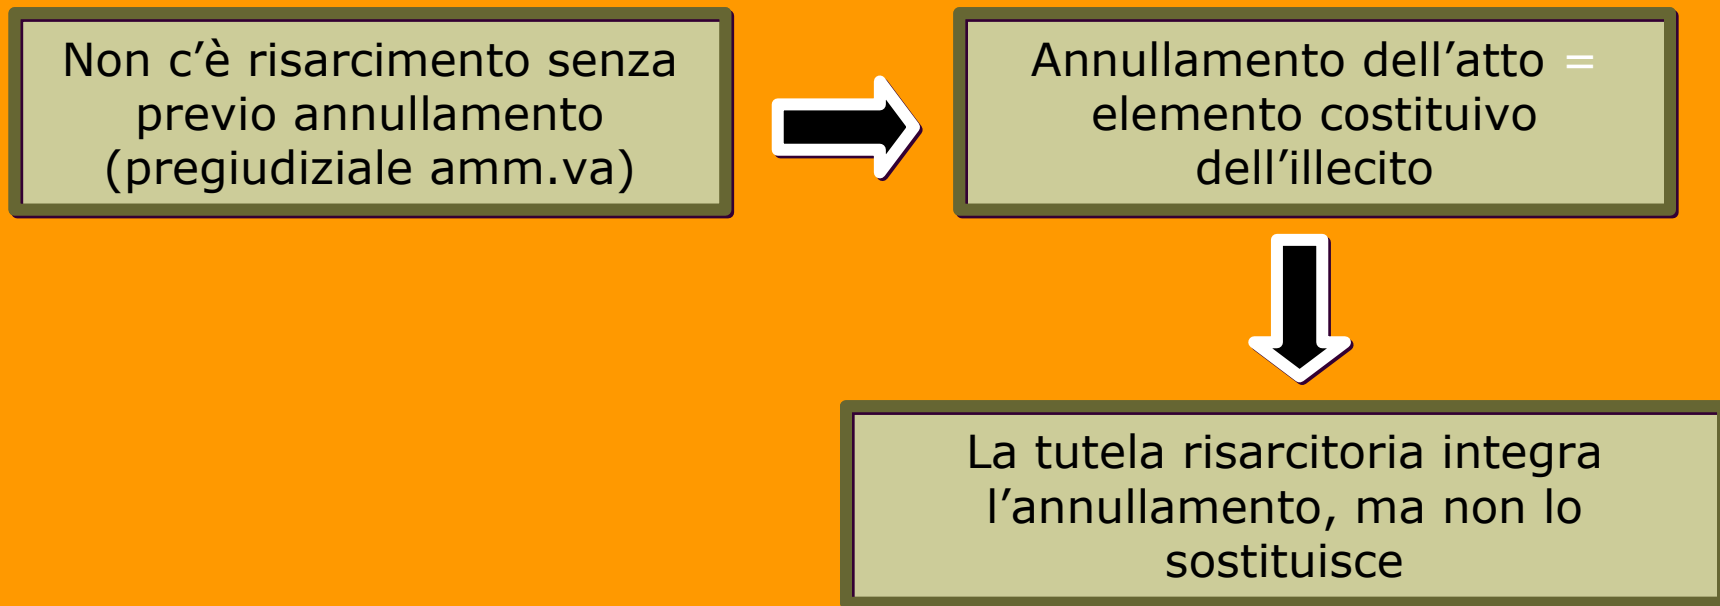 Non c’è risarcimento senza
previo annullamento
(pregiudiziale amm.va)
Annullamento dell’atto =
elemento costituivo
dell’illecito
La tutela risarcitoria integra
l’annullamento, ma non lo
sostituisce